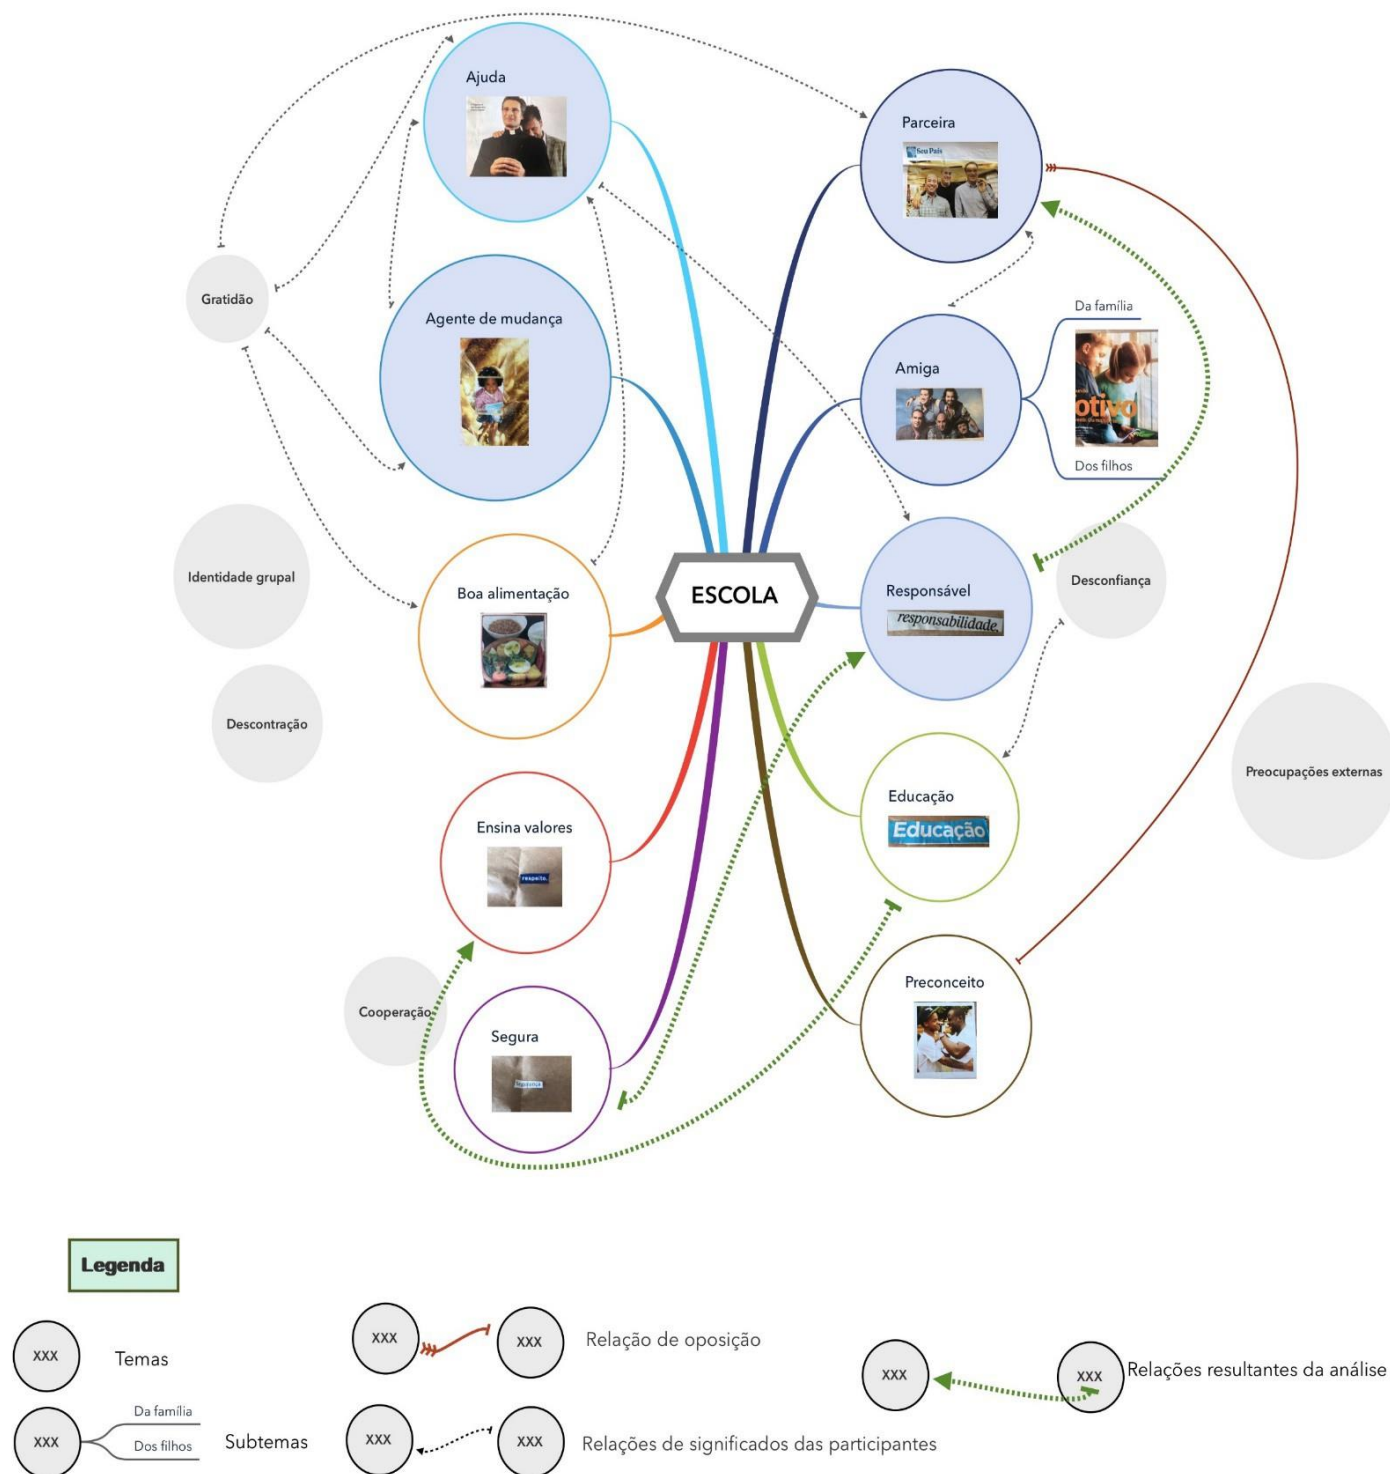 Ajuda
Parceira
Seu País
Gratidão
Agente de mudança
Da família
Amiga
otivo
Dos filhos
Identidade grupal
Boa alimentação
ESCOLA
Responsável
responsabilidade,
Desconfiança
Descontração
Preocupações externas
Educação
Educação
Ensina valores
respeito.
Preconceito
Cooperação
Segura
Legenda
XXX
Temas
XXX
XXX
Relação de oposição
XXX
XXX
Relações resultantes da análise
XXX
Da família
Dos filhos
Subtemas
XXX
XXX
Relações de significados das participantes